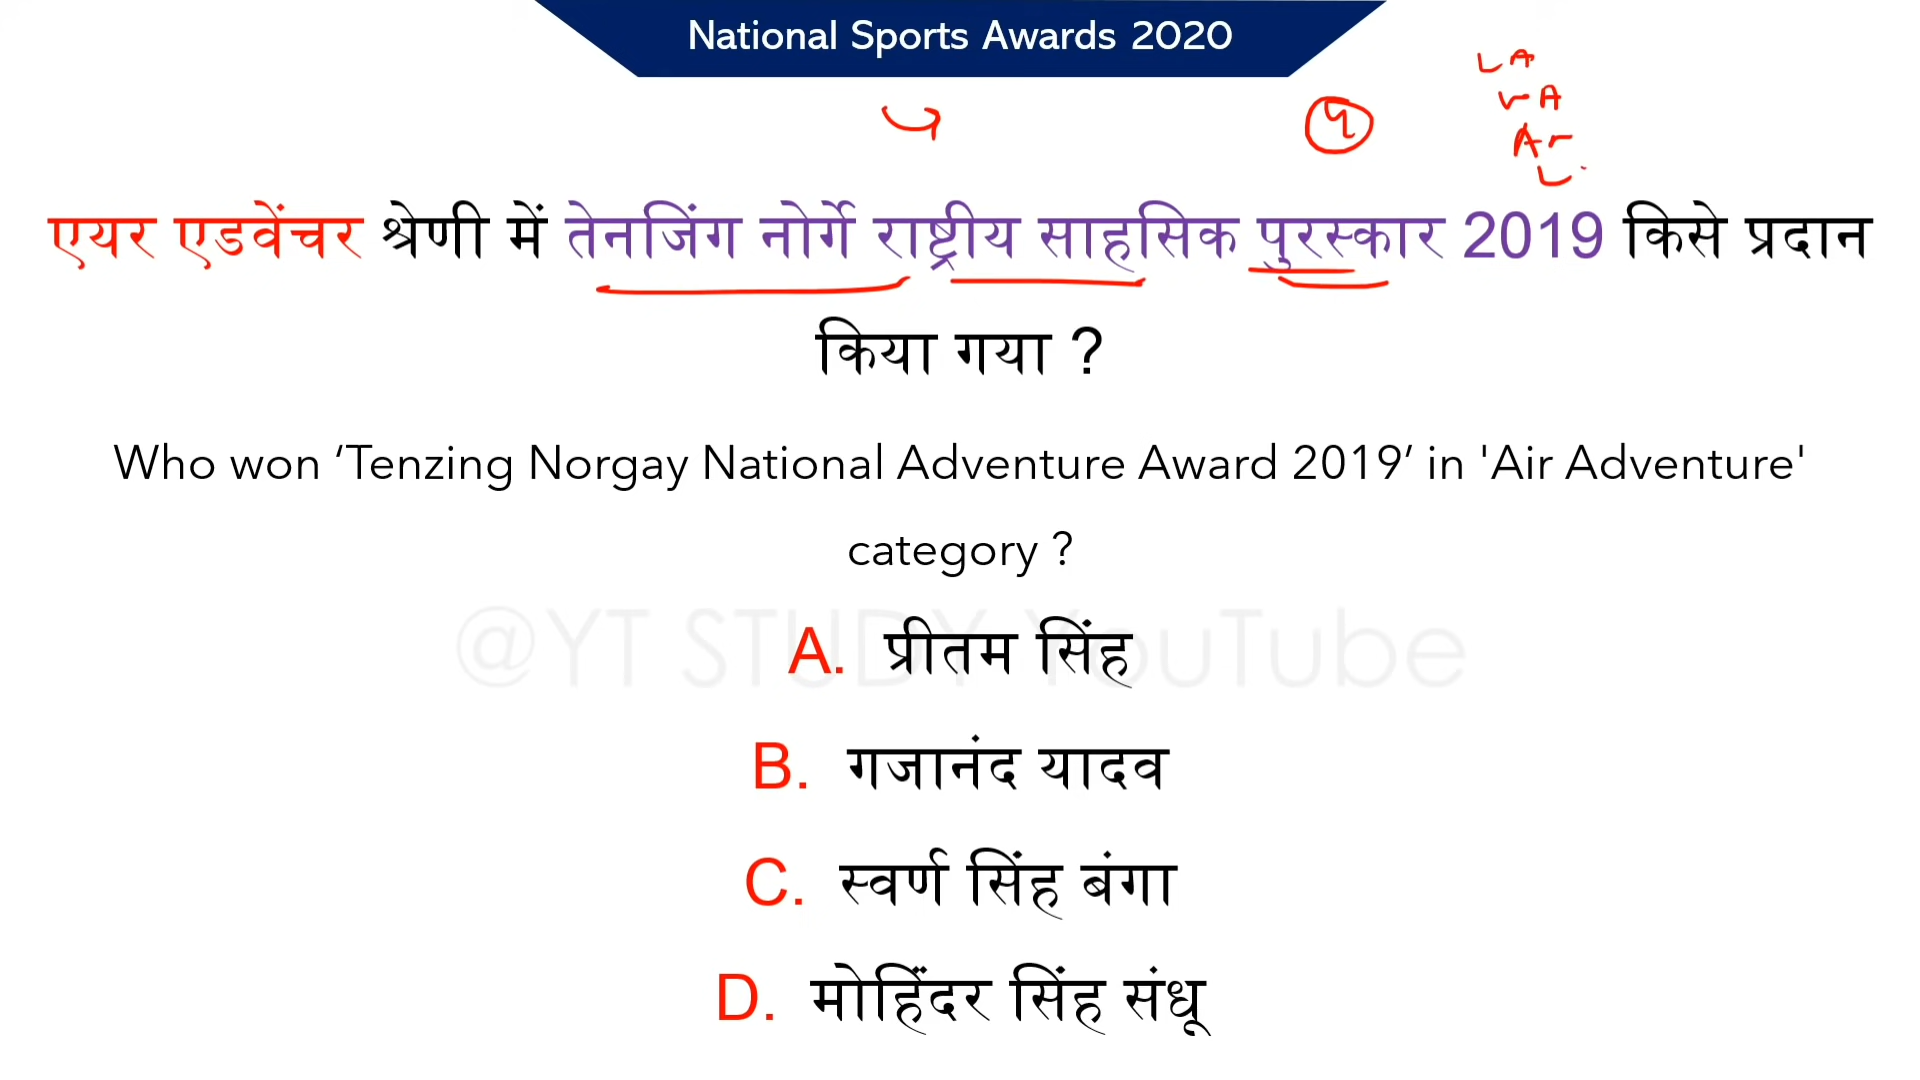 National Sports Awards 2020
LA
A
एयर एडवेंचर श्रेणी में तेनजिंग नोर्गे राष्ट्रीय साहसिक पुरस्कार 2019 किसे प्रदान
किया गया ?
Who won ‘Tenzing Norgay National Adventure Award 2019’ in 'Air Adventure'
category ?
@YT STUDY YouTube
A. प्रीतम सिंह
B. गजानंद यादव
C. स्वर्ण सिंह बंगा
D. मोहिंदर सिंह संधू